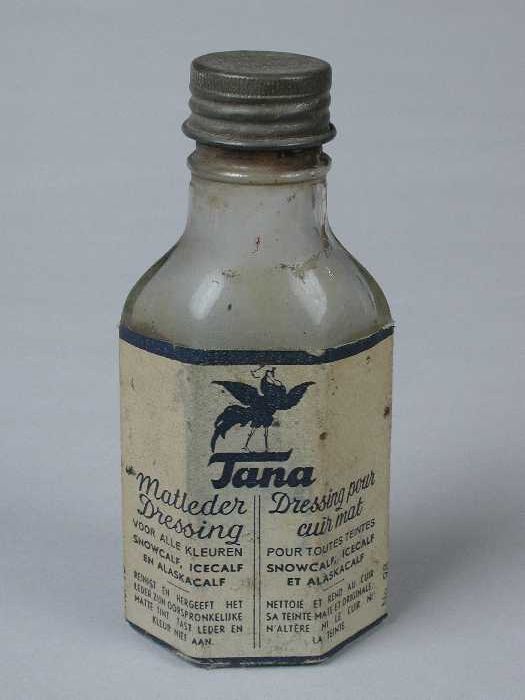 Tana
Matleder
Dressing
VOOR ALLE KLEUREN
SNOWCALF, ICECALF
EN ALASKACALF
REINIGT EN HERGEEFT HET
LEDER ZIJN OORSPRONKELIJKE
MATTE TINT TAST LEDER EN
KLEUR NIET AAN.
Dressing pour
cuir mat
POUR TOUTES TEINTES
SNOWCALF, ICECALF
ET ALASKACALF
NETTOIE ET REND AU CUIR
SA TEINTE MATE ET ORIGINALE.
N'ALTÈRE NI LE CUIR NI
LA TEINTE